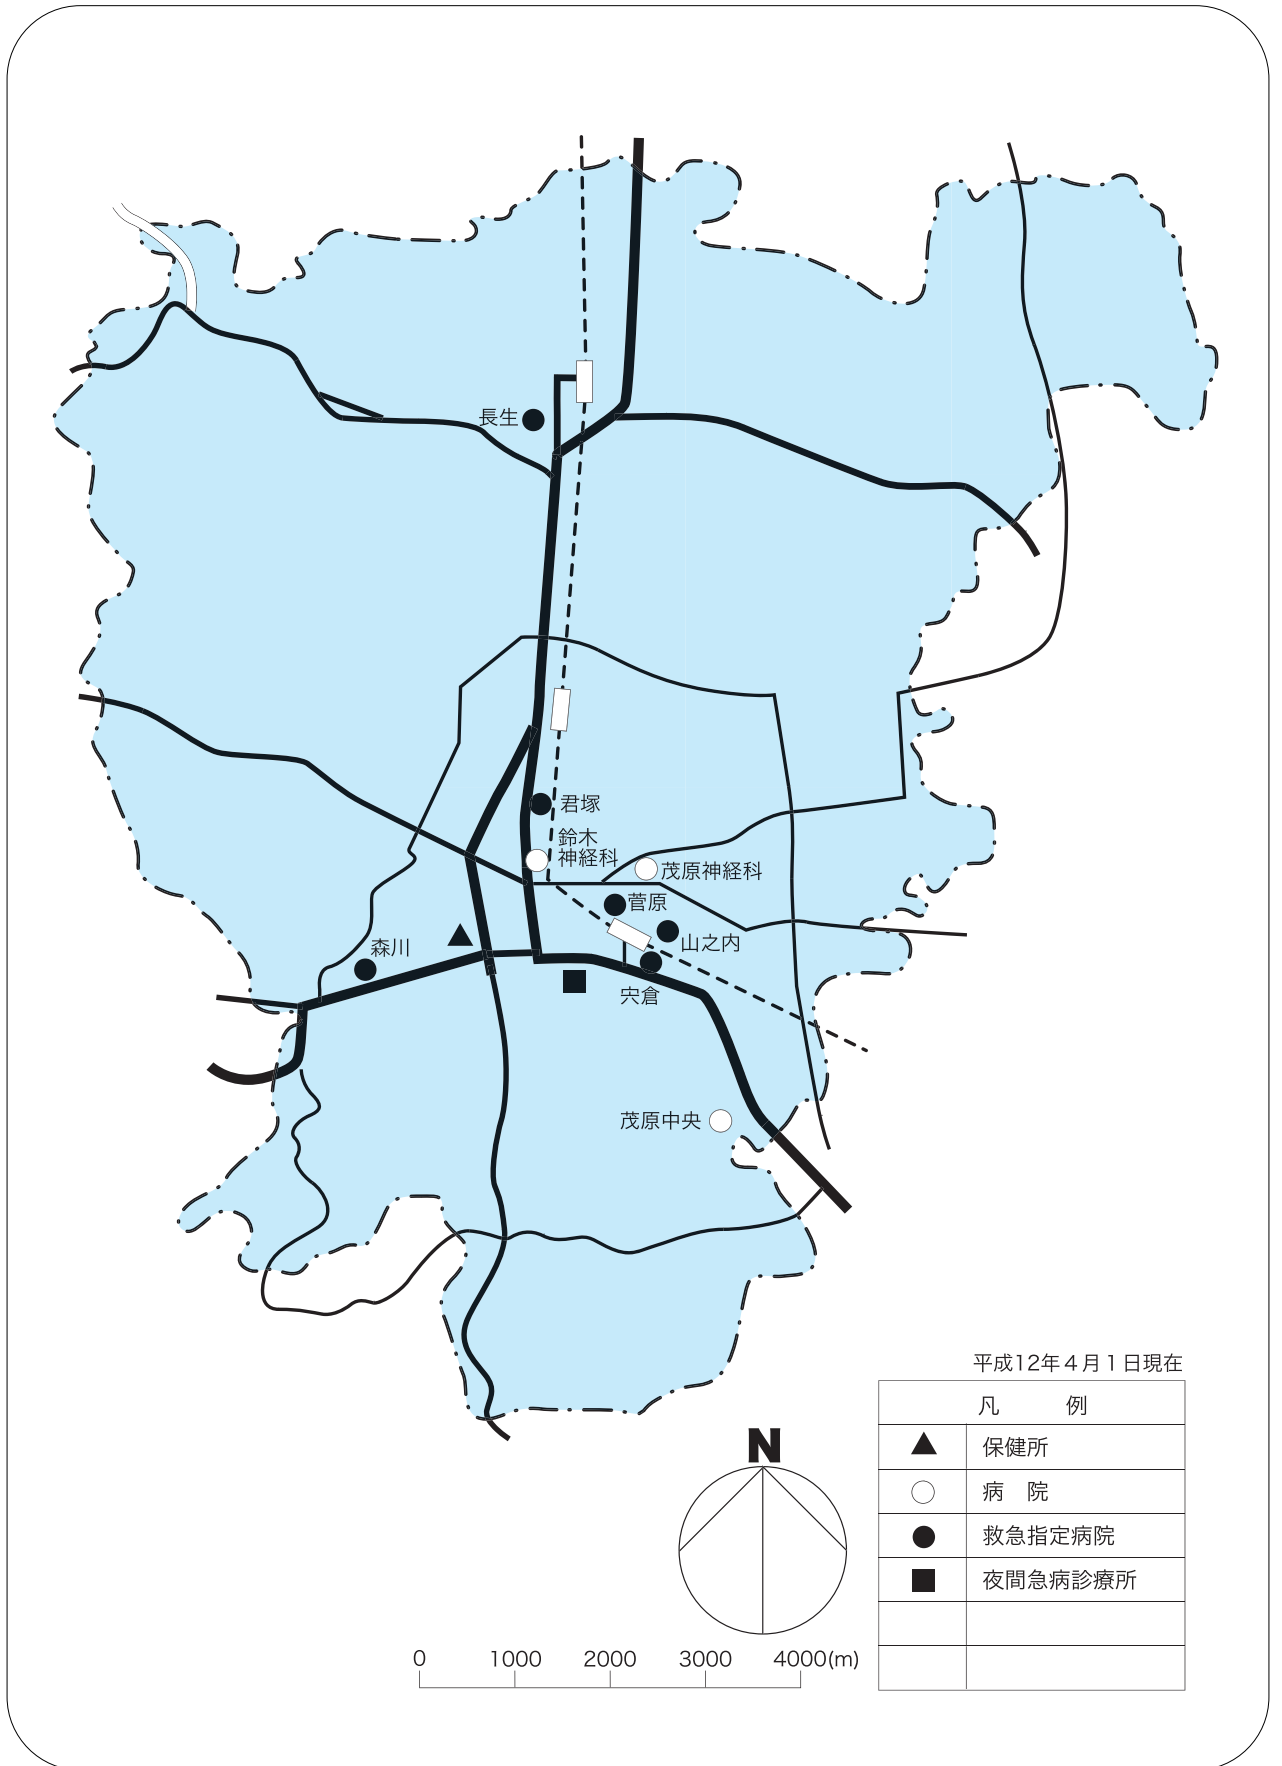 長生
君塚
鈴木
神経科
茂原神経科
菅原
山之内
森川
宍倉
茂原中央
平成12年４月１日現在
凡　例
保健所
病　院
救急指定病院
夜間急病診療所
N
0 1000 2000 3000 4000(m)